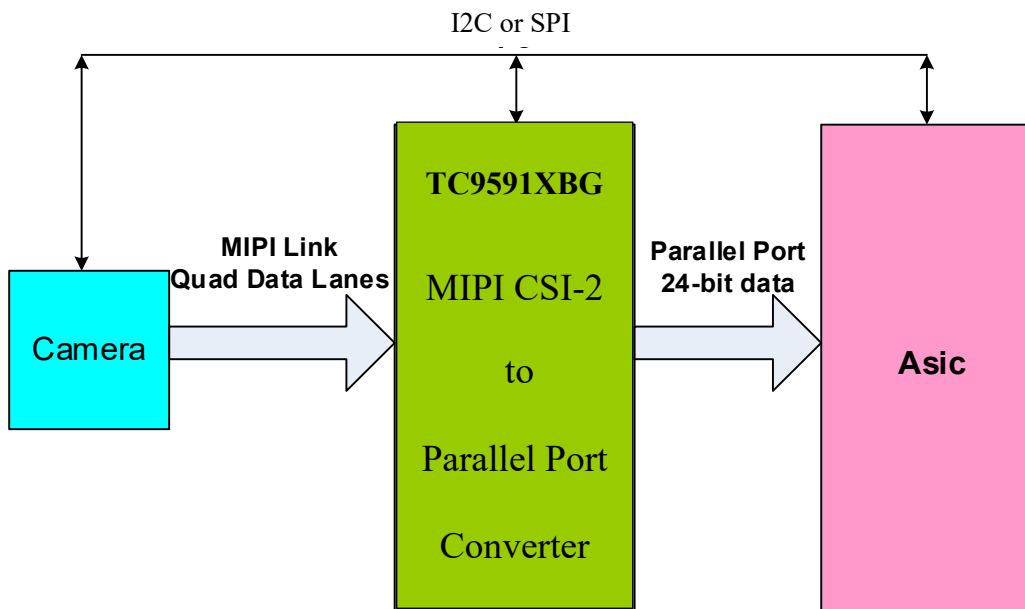 I2C or SPI
TC9591XBG
MIPI CSI-2
to
Parallel Port
Converter
MIPI Link
Quad Data Lanes
Parallel Port
24-bit data
Camera
Asic